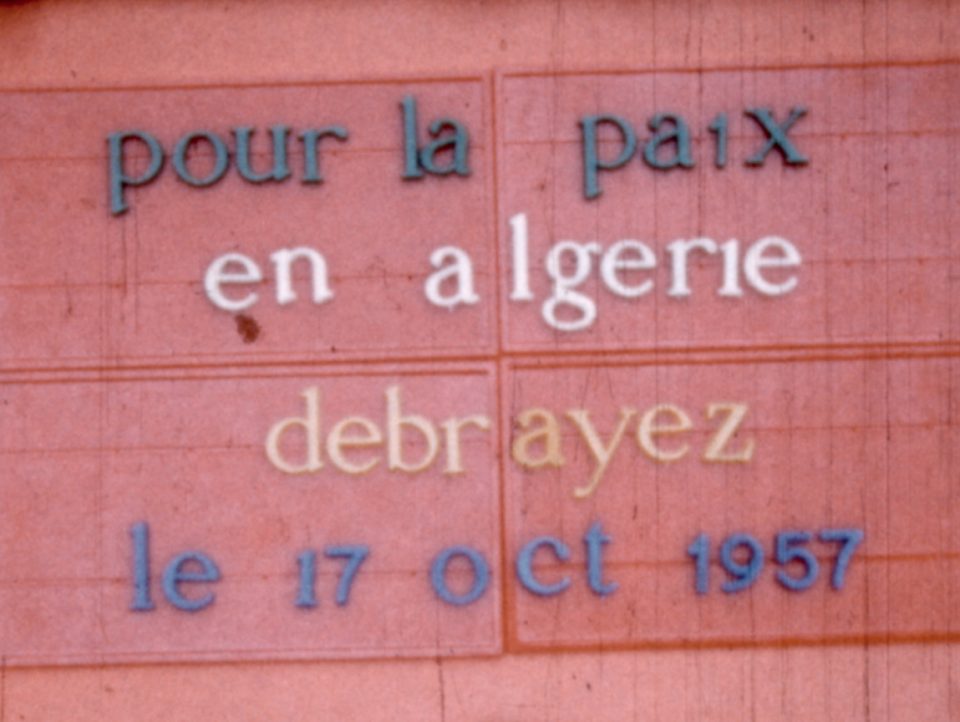 pour la paix
en algerie
debrayez
le 17 oct 1957